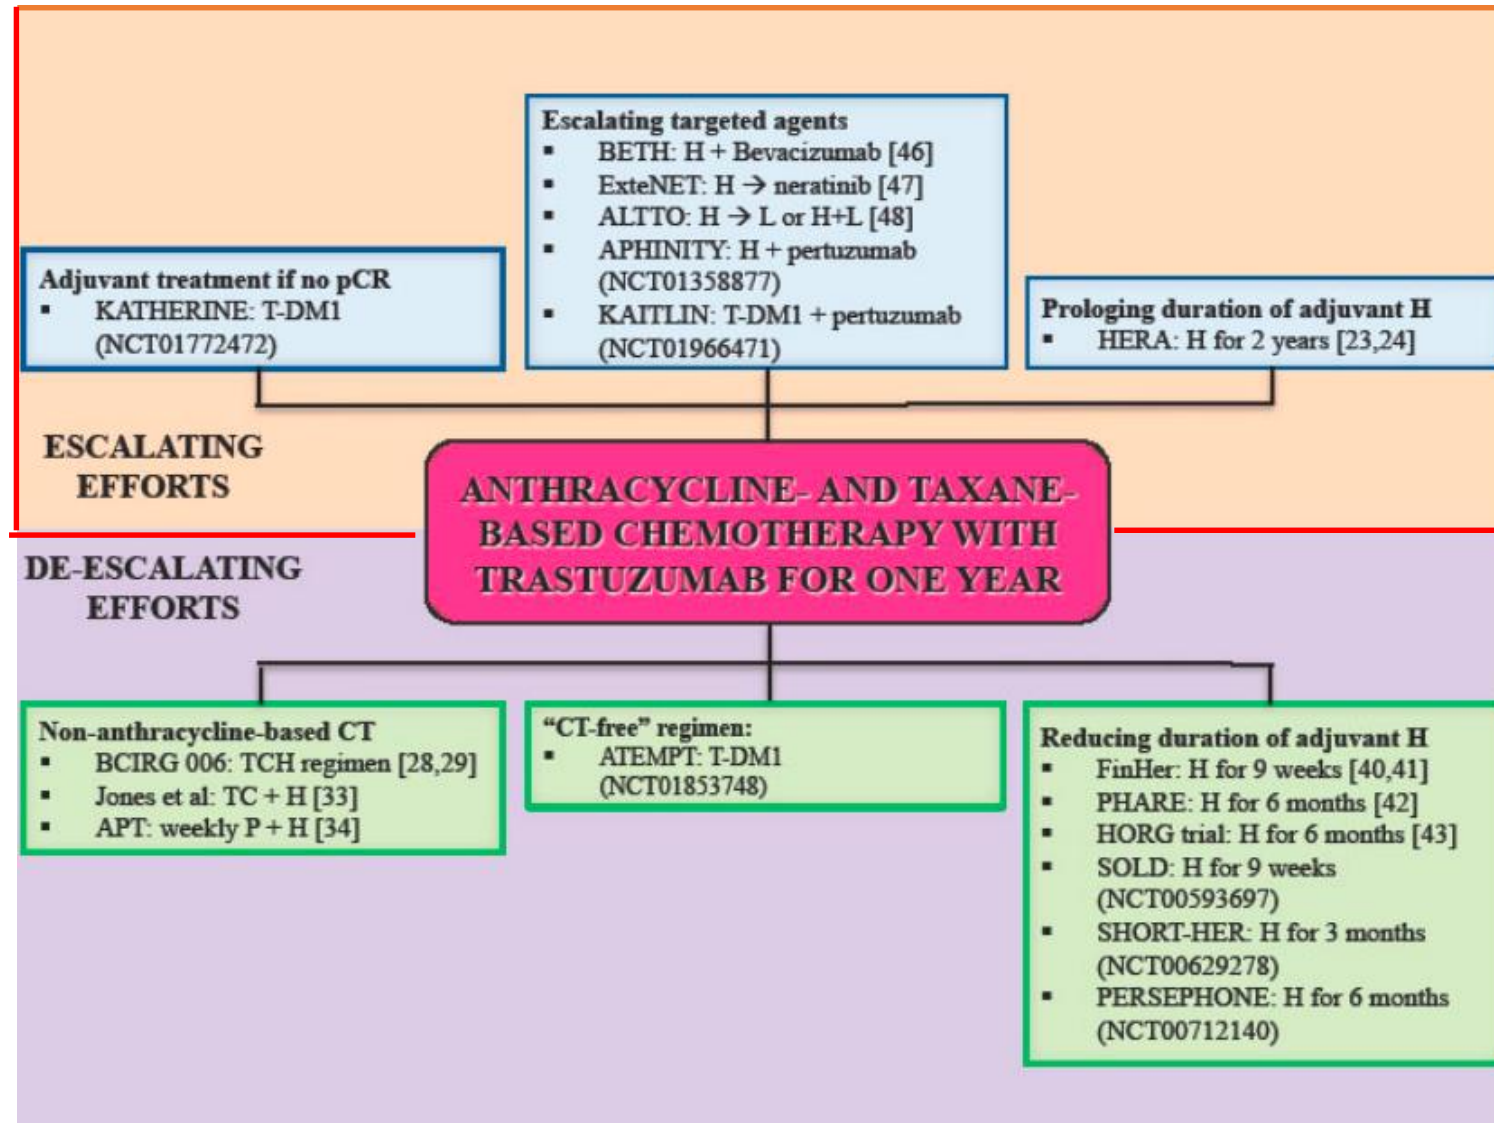 Escalating targeted agents
▪ BETH: H + Bevacizumab [46]
▪ ExteNET: H → neratinib [47]
▪ ALTTO: H → L or H+L [48]
▪ APHINITY: H + pertuzumab
(NCT01358877)
▪ KAITLIN: T-DM1 + pertuzumab
(NCT01966471)
Adjuvant treatment if no pCR
▪ KATHERINE: T-DM1
(NCT01772472)
Prologing duration of adjuvant H
▪ HERA: H for 2 years [23,24]
ESCALATING
EFFORTS
ANTHRACYCLINE- AND TAXANE-
BASED CHEMOTHERAPY WITH
TRASTUZUMAB FOR ONE YEAR
DE-ESCALATING
EFFORTS
Non-anthracycline-based CT
▪ BCIRG 006: TCH regimen [28,29]
▪ Jones et al: TC + H [33]
▪ APT: weekly P + H [34]
“CT-free” regimen:
▪ ATEMPT: T-DM1
(NCT01853748)
Reducing duration of adjuvant H
▪ FinHer: H for 9 weeks [40,41]
▪ PHARE: H for 6 months [42]
▪ HORG trial: H for 6 months [43]
▪ SOLD: H for 9 weeks
(NCT00593697)
▪ SHORT-HER: H for 3 months
(NCT00629278)
▪ PERSEPHONE: H for 6 months
(NCT00712140)